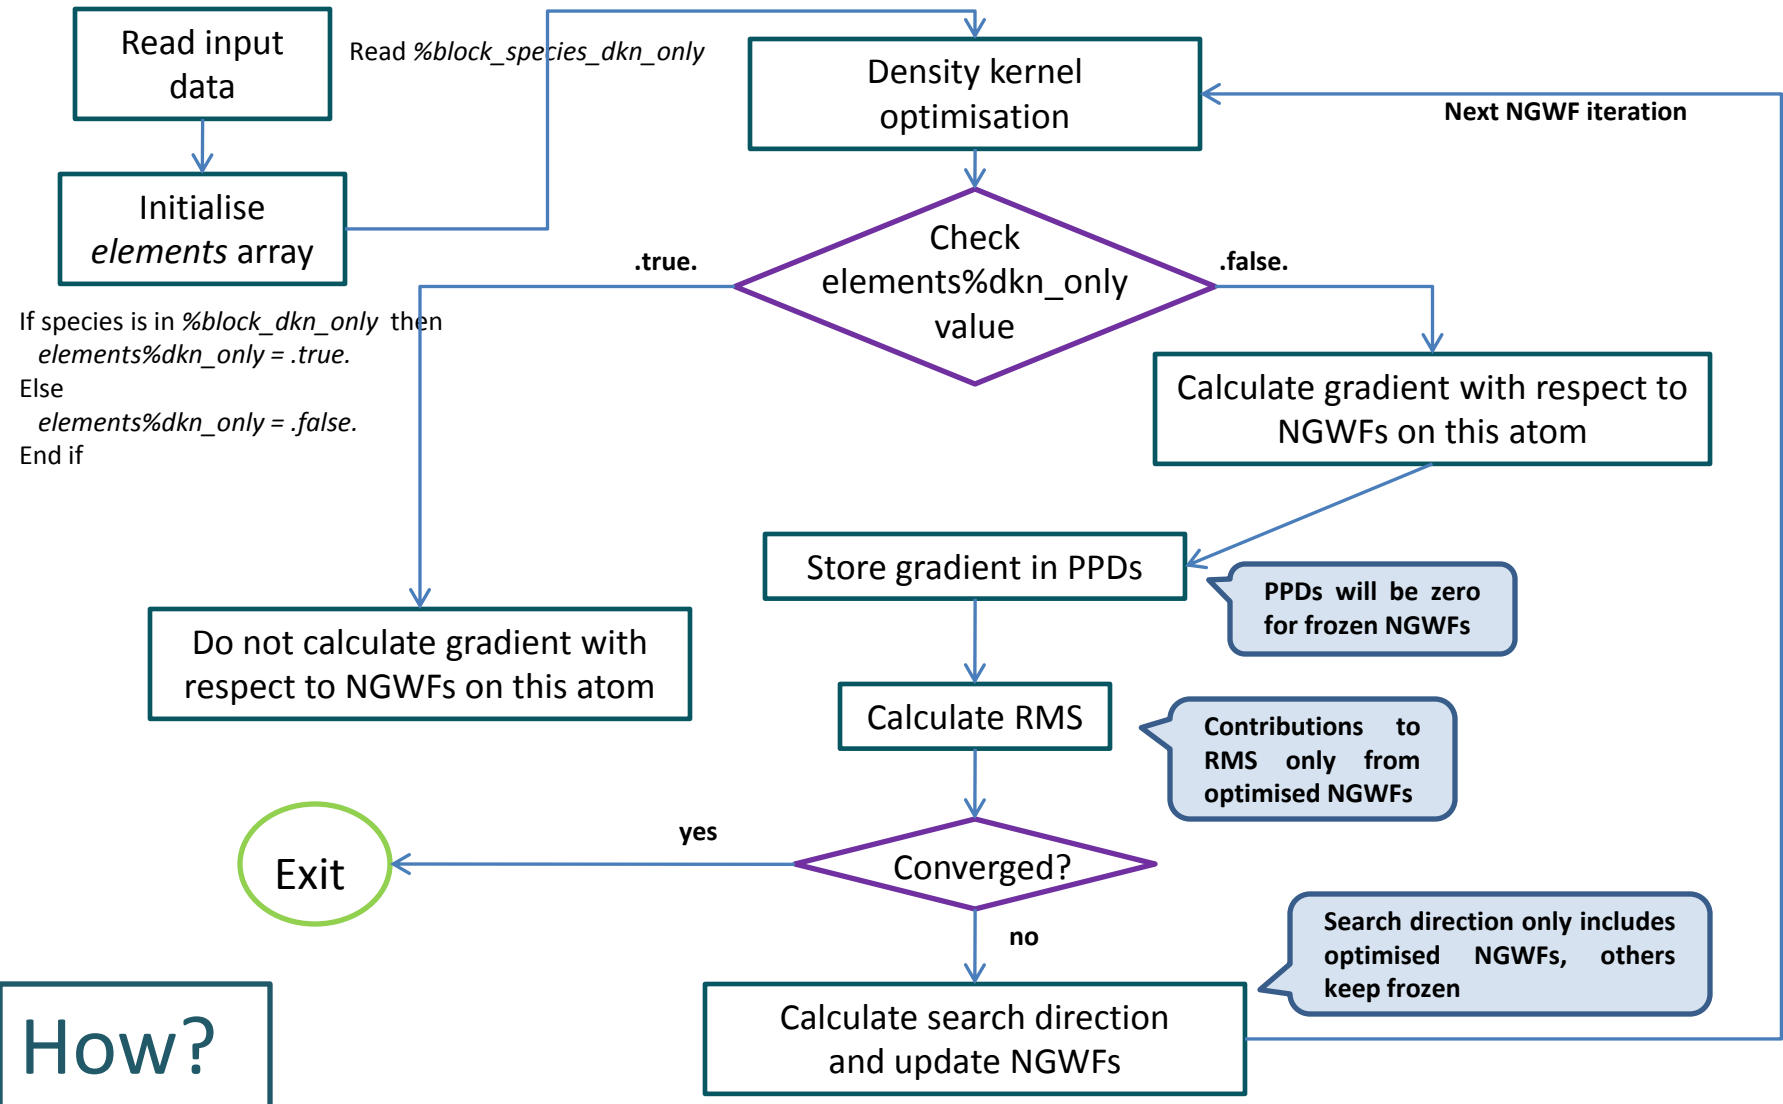 Read input
data
Read %block_species_dkn_only
Density kernel
optimisation
Next NGWF iteration
Initialise
elements array
Check
elements%dkn_only
value
.true.
.false.
If species is in %block_dkn_only then
elements%dkn_only = .true.
Else
elements%dkn_only = .false.
End if
Calculate gradient with respect to
NGWFs on this atom
Store gradient in PPDs
PPDs will be zero
for frozen NGWFs
Do not calculate gradient with
respect to NGWFs on this atom
Calculate RMS
Contributions to
RMS only from
optimised NGWFs
yes
Converged?
Exit
no
Search direction only includes
optimised NGWFs, others
keep frozen
Calculate search direction
and update NGWFs
How?